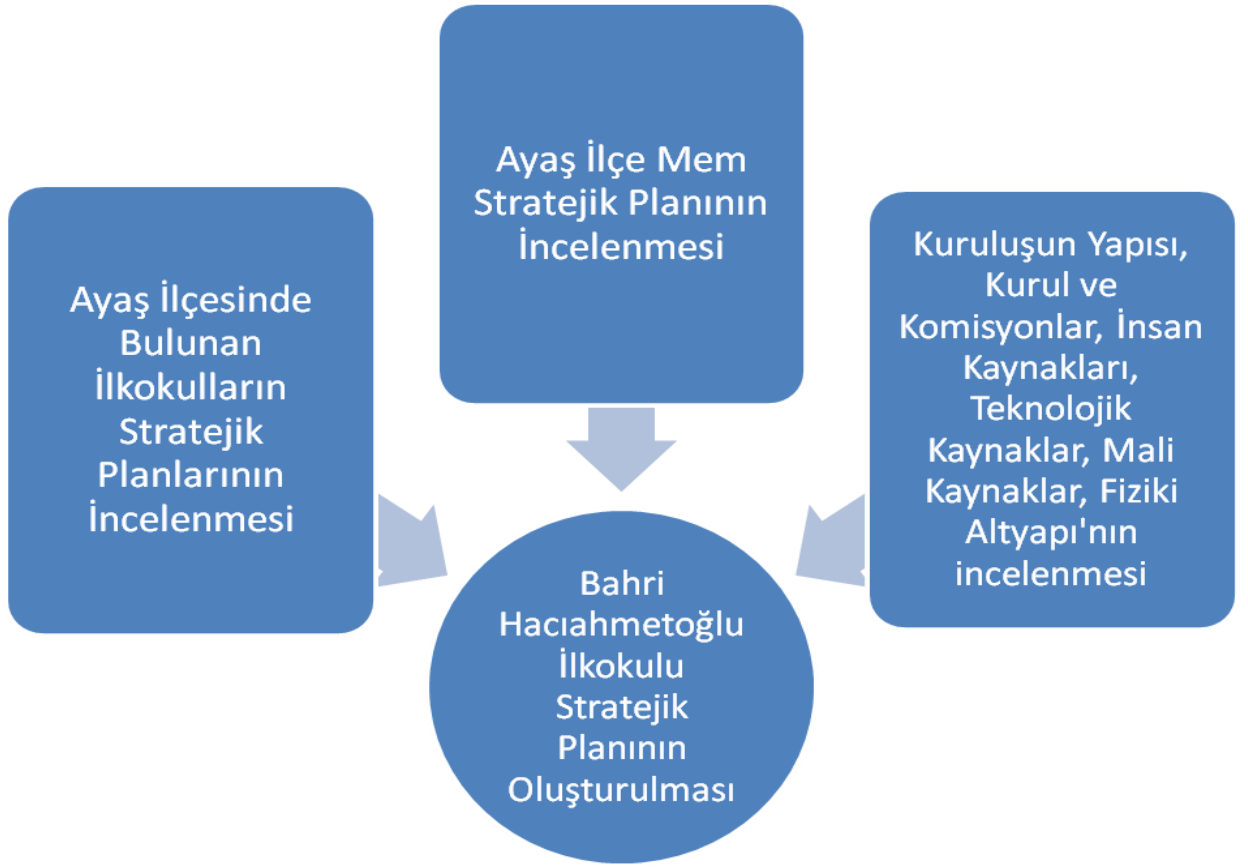 Ayaş İlçesinde
Bulunan
İlkokulların
Stratejik
Planlarının
İncelenmesi
Ayaş İlçe Mem
Stratejik Planının
İncelenmesi
Kuruluşun Yapısı,
Kurul ve
Komisyonlar, İnsan
Kaynakları,
Teknolojik
Kaynaklar, Mali
Kaynaklar, Fiziki
Altyapı'nın
incelenmesi
Bahri
Hacıahmetoğlu
İlkokulu
Stratejik
Planının
Oluşturulması